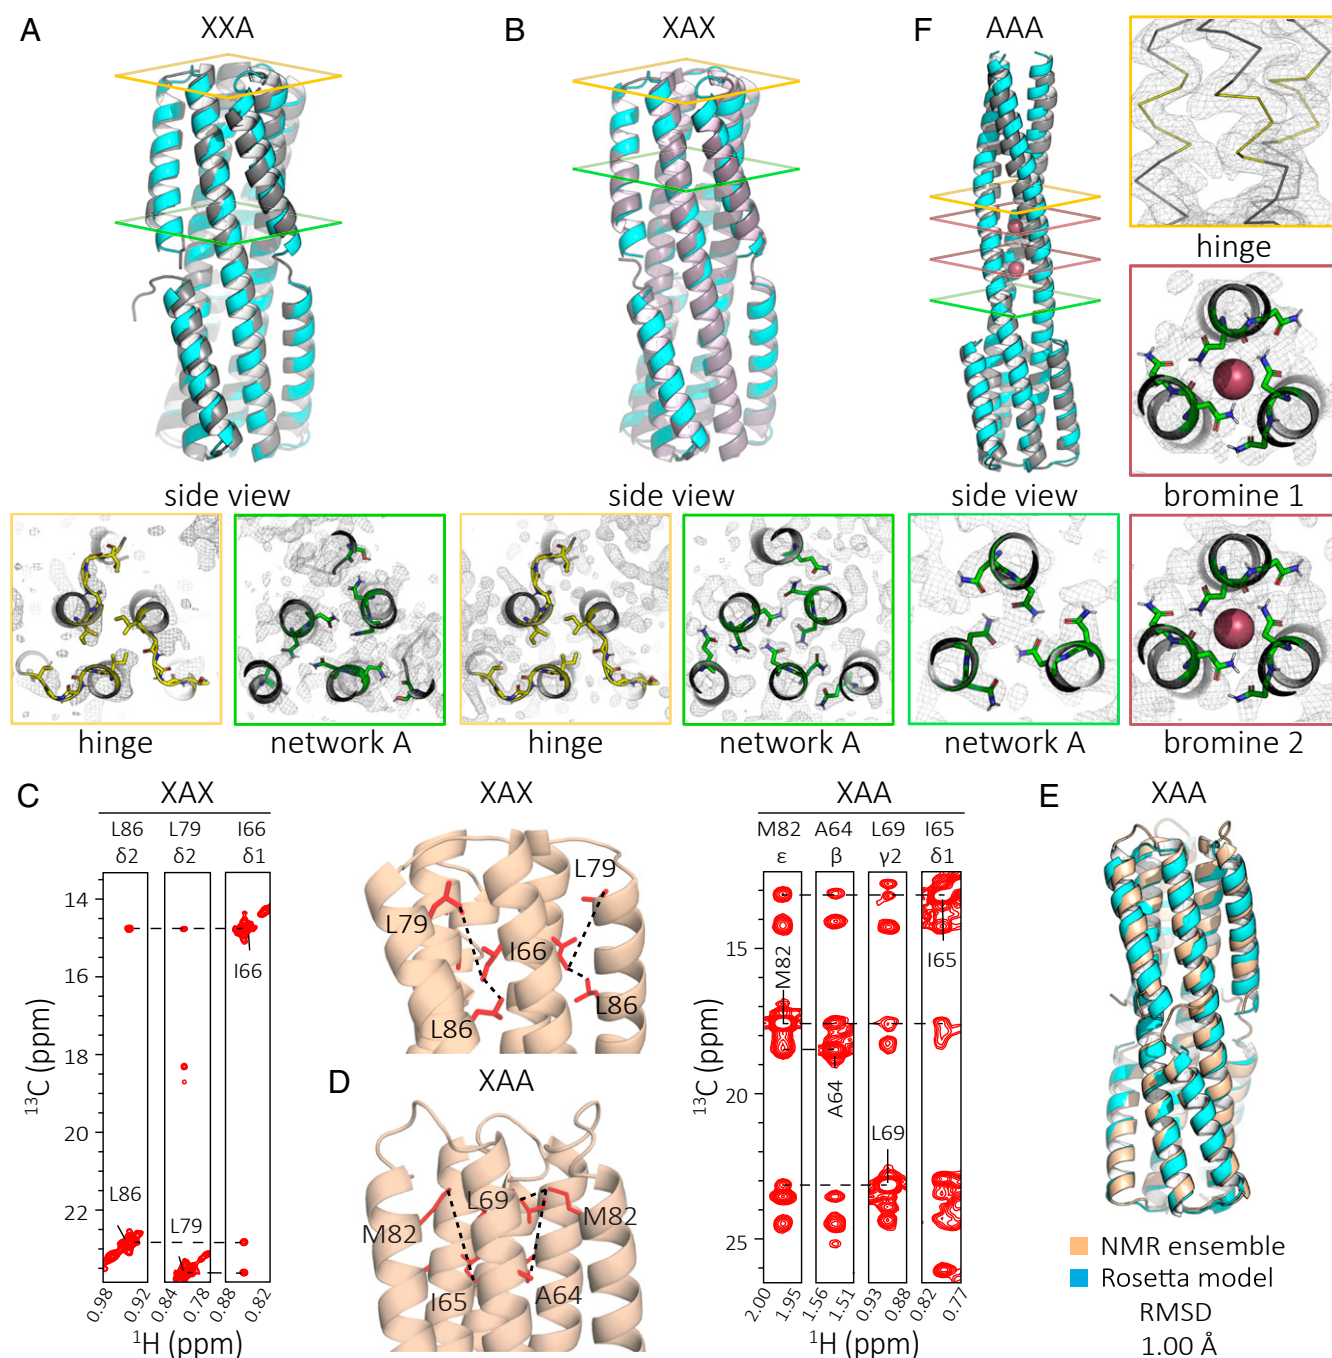 A
XXA
B
XAX
F
AAA
hinge
bromine 1
side view
side view
side view
hinge
network A
hinge
network A
network A
bromine 2
C
XAX
L86 L79 I66
δ2 δ2 δ1
14
16
18
20
22
13C (ppm)
I66
L86
L79
0.98 0.92 0.84 0.78 0.88 0.82
1H (ppm)
XAX
L79
L79
I66
L86
L86
D
XAA
L69
M82
M82
I65
A64
XAA
M82 A64 L69 I65
ε β γ2 δ1
15
20
25
13C (ppm)
M82
I65
A64
L69
2.00 1.95 1.56 1.51 0.93 0.88 0.82 0.77
1H (ppm)
E
XAA
NMR ensemble
Rosetta model
RMSD
1.00 Å